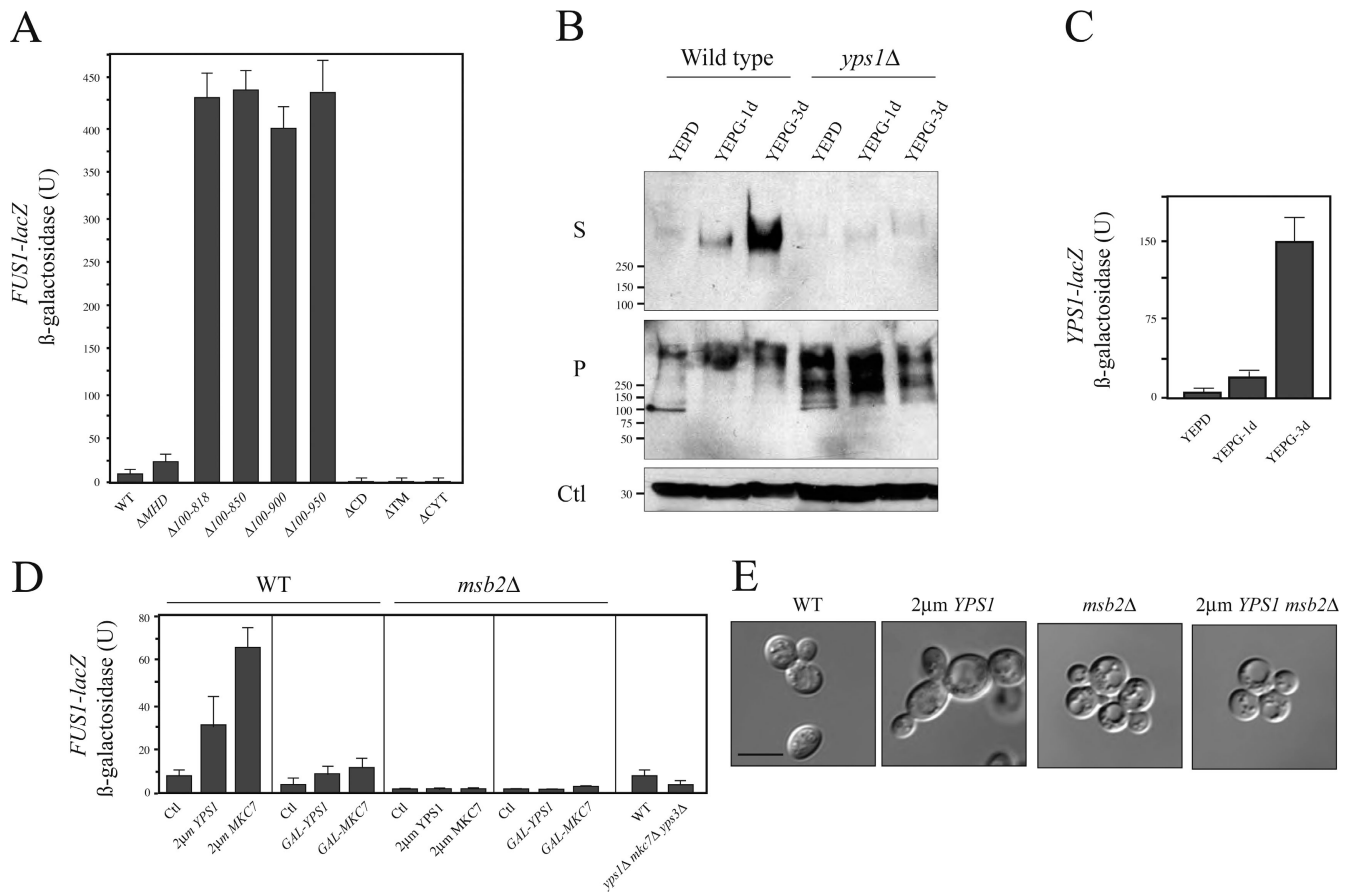 A
FUS1-lacZ
ß-galactosidase (U)
450
400
350
300
250
200
150
100
50
0
WT
ΔMHD
Δ100-818
Δ100-850
Δ100-900
Δ100-950
ΔCD
ΔTM
ΔCYT
B
Wild type
yps1Δ
YEPD
YEPG-1d
YEPG-3d
YEPD
YEPG-1d
YEPG-3d
S
250
150
100
P
250
150
100
75
50
Ctl
30
C
YPS1-lacZ
ß-galactosidase (U)
150
75
0
YEPD
YEPG-1d
YEPG-3d
D
WT
msb2Δ
FUS1-lacZ
ß-galactosidase (U)
80
60
40
20
0
Ctl
2µm YPS1
2µm MKC7
Ctl
GAL-YPS1
GAL-MKC7
Ctl
2µm YPS1
2µm MKC7
Ctl
GAL-YPS1
GAL-MKC7
WT
yps1Δ mkc7Δ yps3Δ
E
WT
2µm YPS1
msb2Δ
2µm YPS1 msb2Δ